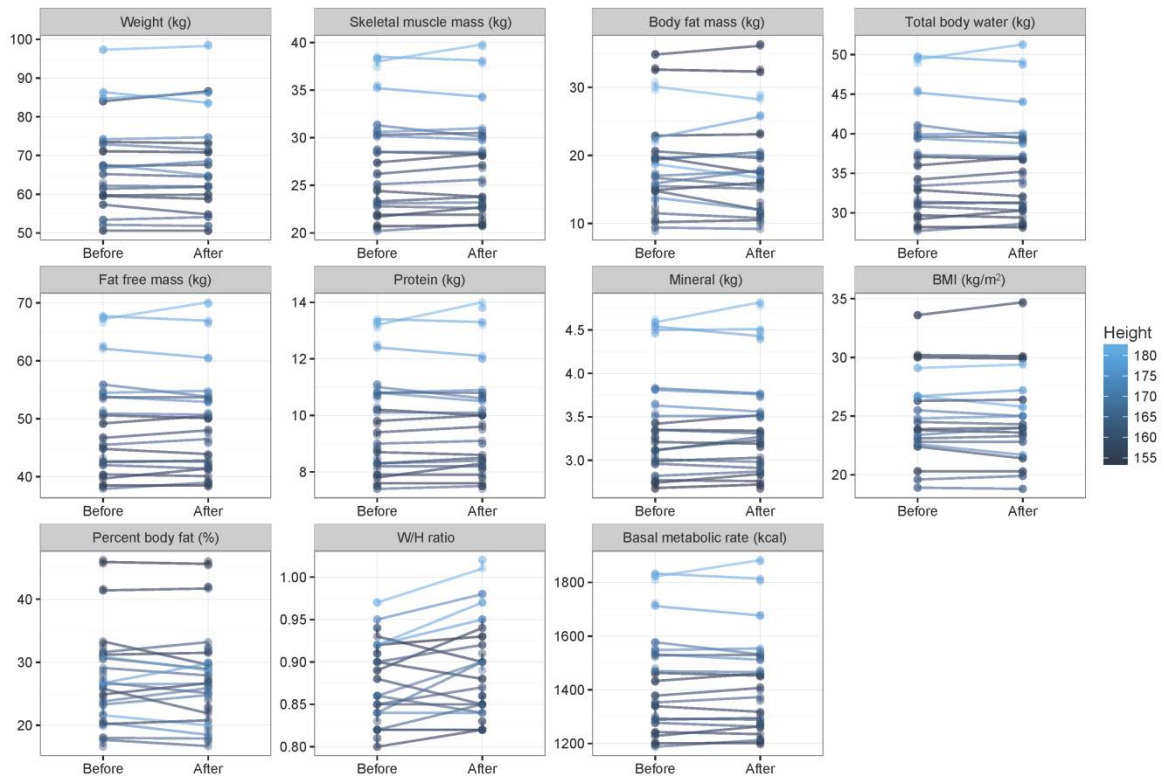 Weight (kg)
Skeletal muscle mass (kg)
Body fat mass (kg)
Total body water (kg)
100
90
80
70
60
50
Before
After
40
35
30
25
20
Before
After
30
20
10
Before
After
50
45
40
35
30
Before
After
Fat free mass (kg)
Protein (kg)
Mineral (kg)
BMI (kg/m²)
70
60
50
40
Before
After
14
12
10
8
Before
After
4.5
4.0
3.5
3.0
Before
After
35
30
25
20
Before
After
Height
180
175
170
165
160
155
Percent body fat (%)
W/H ratio
Basal metabolic rate (kcal)
40
30
20
Before
After
1.00
0.95
0.90
0.85
0.80
Before
After
1800
1600
1400
1200
Before
After